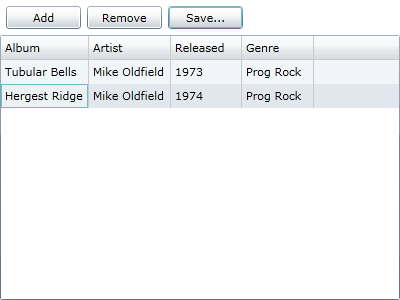 Add Remove Save...
Album Artist Released Genre
Tubular Bells Mike Oldfield 1973 Prog Rock
Hergest Ridge Mike Oldfield 1974 Prog Rock